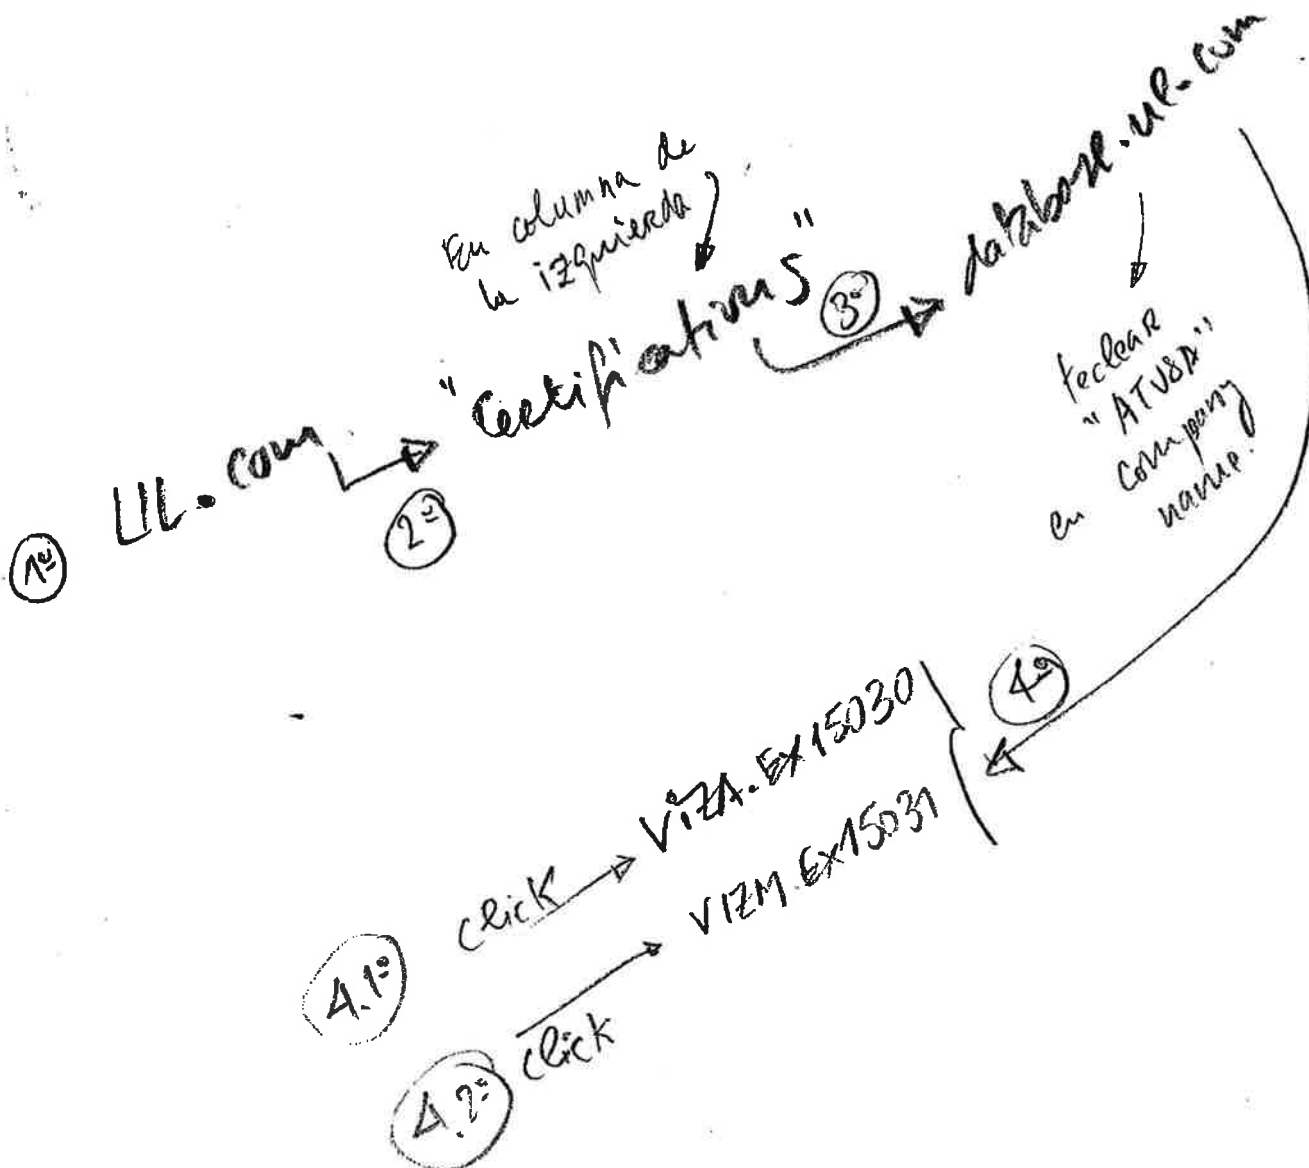 1º UL.com
2º
En columna de
la izquierda
"Certifications"
3º
database.ul.com
teclear
"ATUSA"
en company
name.
4º
4.1º click VIZA.EX15030
4.2º click VIZM.EX15031